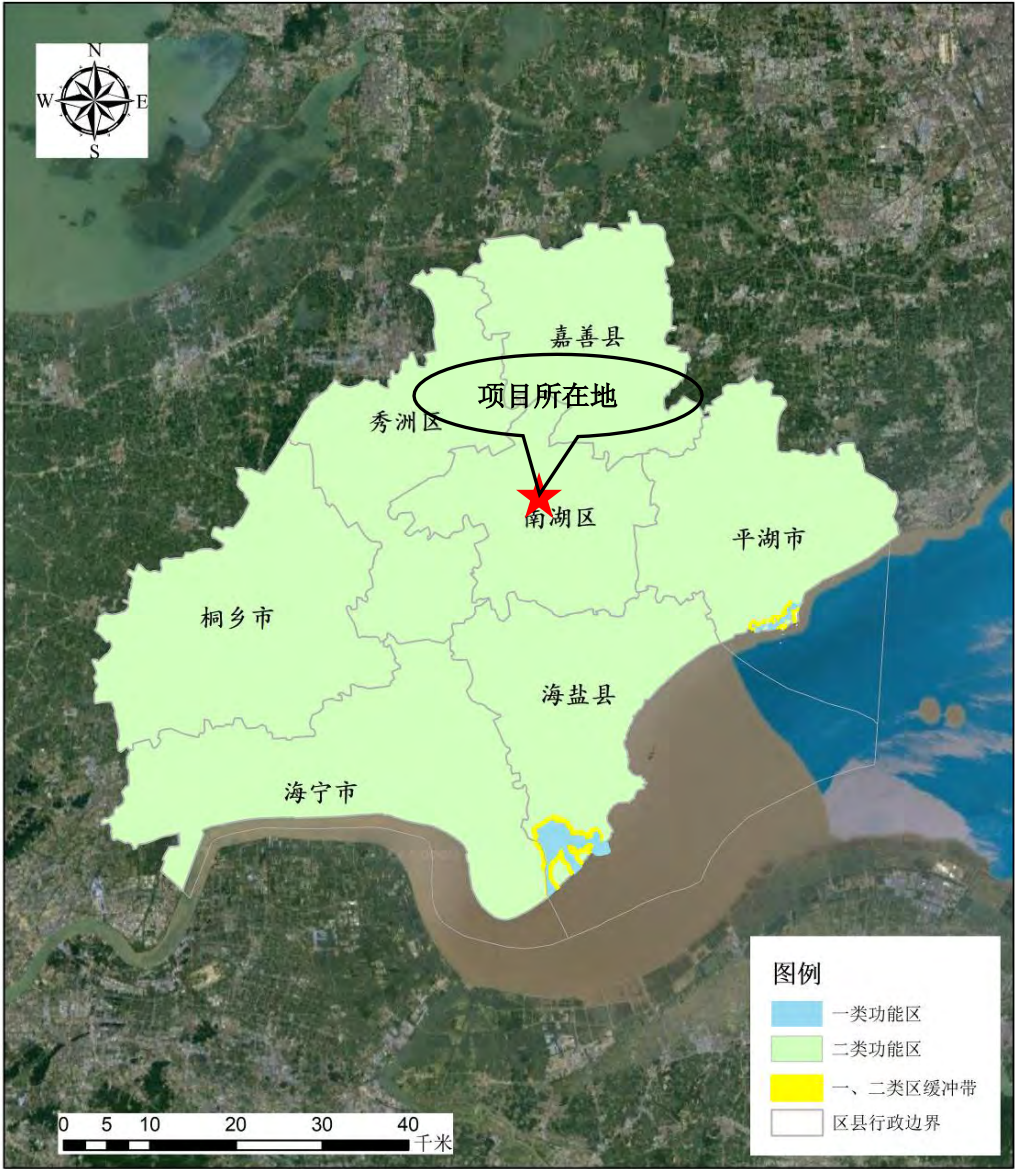 N
W E
S
嘉善县
项目所在地
秀洲区
南湖区
平湖市
桐乡市
海盐县
海宁市
图例
一类功能区
二类功能区
一、二类区缓冲带
区县行政边界
0 5 10 20 30 40
千米